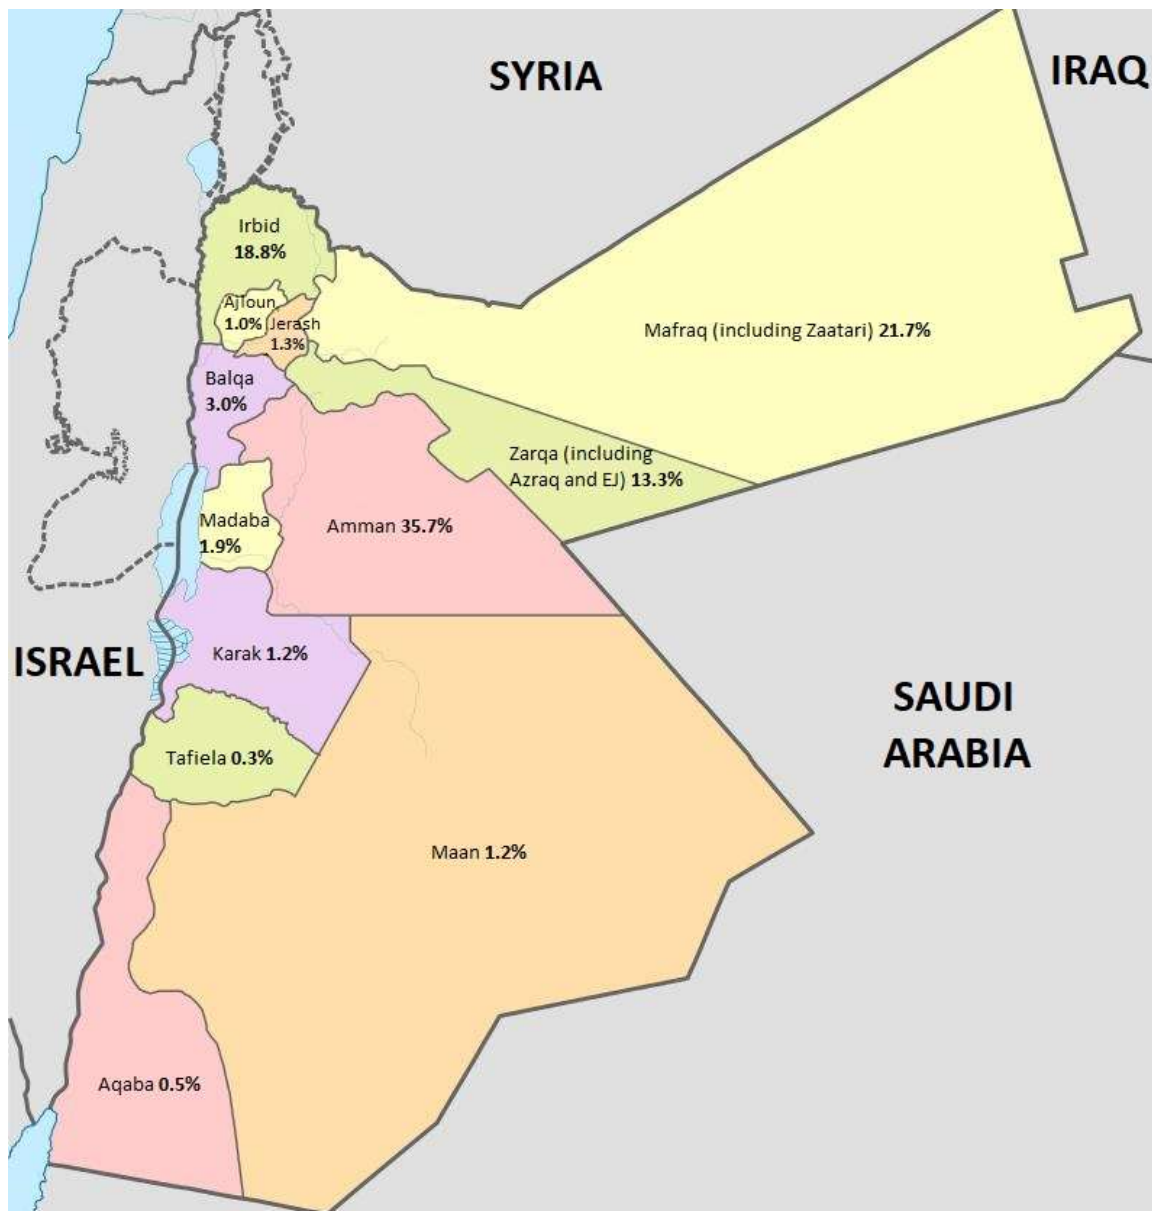 SYRIA
IRAQ
Irbid
18.8%
Ajloun
1.0%
Jerash
1.3%
Mafraq (including Zaatari) 21.7%
Balqa
3.0%
Zarqa (including
Azraq and EJ) 13.3%
Madaba
1.9%
Amman 35.7%
ISRAEL
Karak 1.2%
SAUDI
ARABIA
Tafiela 0.3%
Maan 1.2%
Aqaba 0.5%